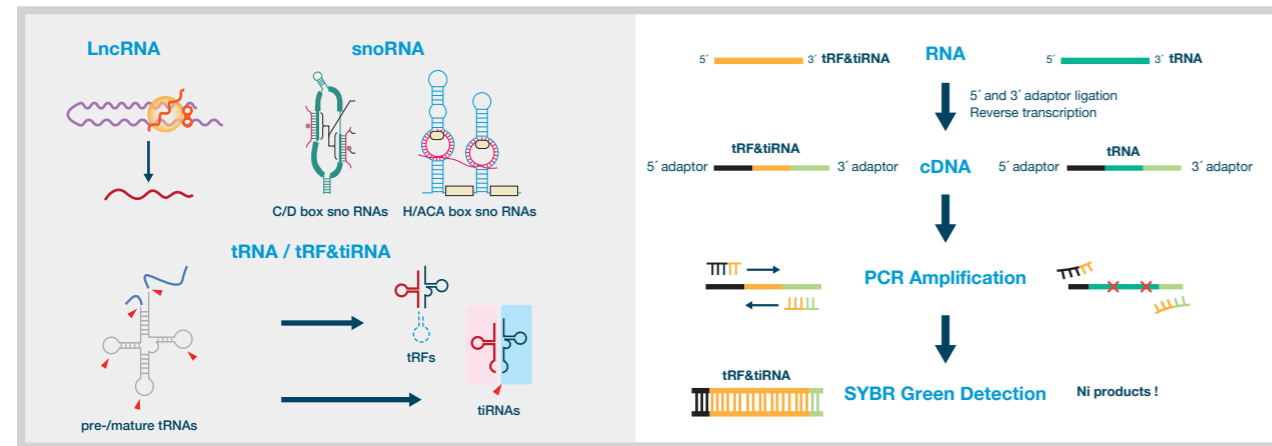 LncRNA
snoRNA
C/D box sno RNAs
H/ACA box sno RNAs
tRNA / tRF&tiRNA
tRFs
tiRNAs
pre-/mature tRNAs
5´ 3´ tRF&tiRNA
RNA
5´ 3´ tRNA
5´ and 3´ adaptor ligation
Reverse transcription
tRF&tiRNA
5´ adaptor 3´ adaptor
cDNA
tRNA
5´ adaptor 3´ adaptor
PCR Amplification
tRF&tiRNA
SYBR Green Detection
Ni products !